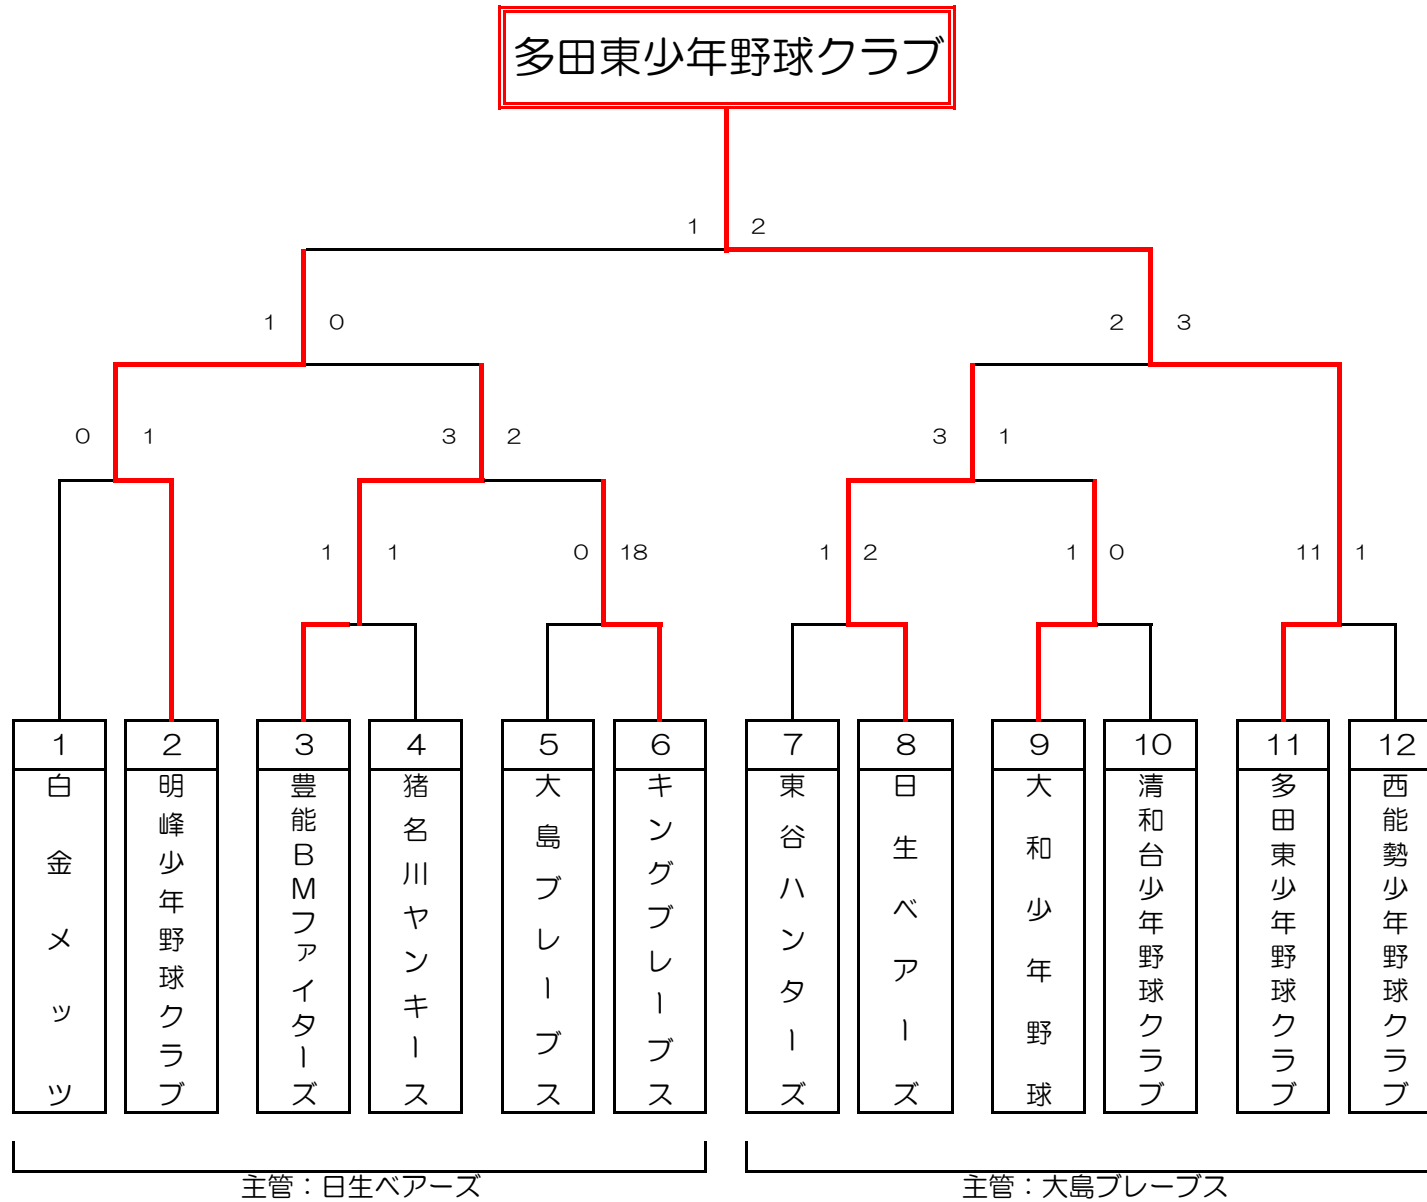 多田東少年野球クラブ
1 2
1 0
2 3
0 1
3 2
3 1
1 1
0 18
1 2
1 0
11 1
1 2 3 4 5 6 7 8 9 10 11 12
白金メッツ
明峰少年野球クラブ
豊能BMファイターズ
猪名川ヤンキース
大島ブレーブス
キングブレーブス
東谷ハンターズ
日生ベアーズ
大和少年野球
清和台少年野球クラブ
多田東少年野球クラブ
西能勢少年野球クラブ
主管：日生ベアーズ
主管：大島ブレーブス